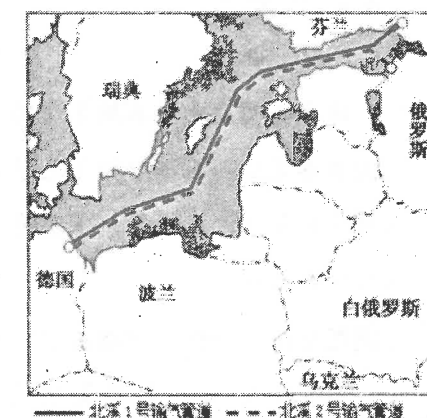 芬兰
瑞典
俄罗斯
德国
波兰
白俄罗斯
乌克兰
北溪1号输气管道 北溪2号输气管道